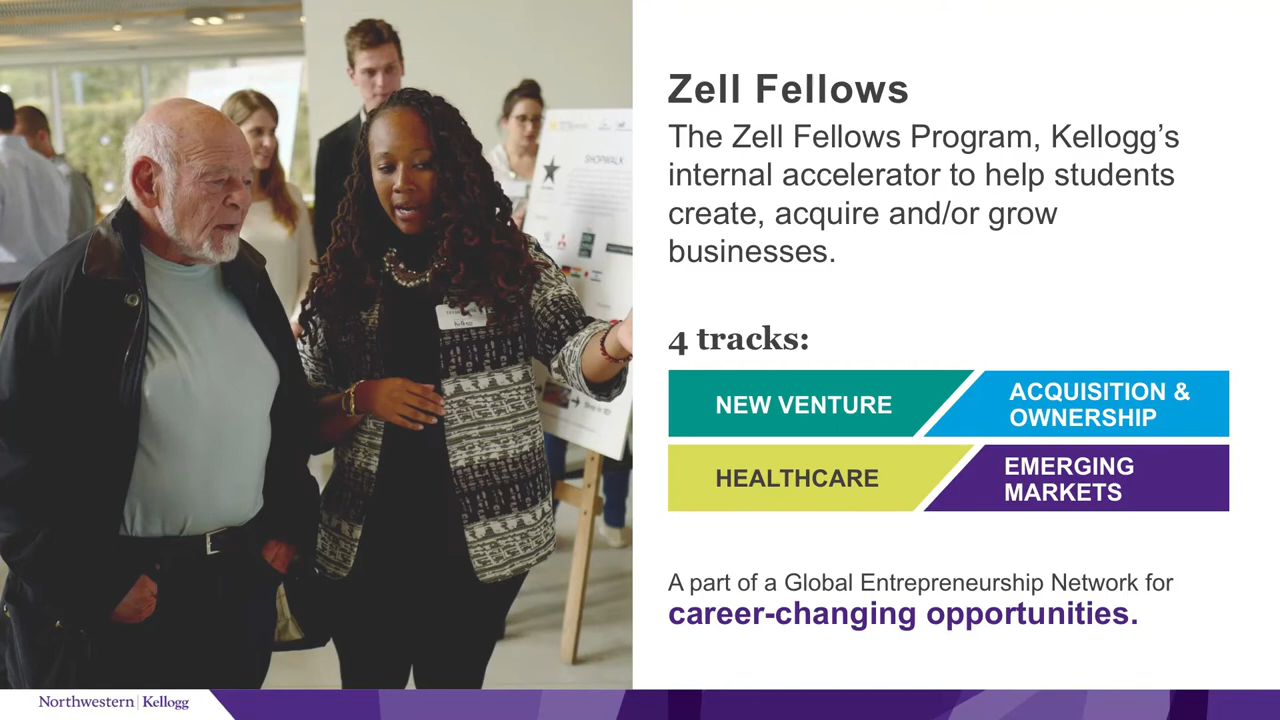 Zell Fellows
The Zell Fellows Program, Kellogg’s
internal accelerator to help students
create, acquire and/or grow
businesses.
4 tracks:
NEW VENTURE
ACQUISITION &
OWNERSHIP
HEALTHCARE
EMERGING
MARKETS
A part of a Global Entrepreneurship Network for
career-changing opportunities.
SHOPWALK
Kellogg
Northwestern | Kellogg